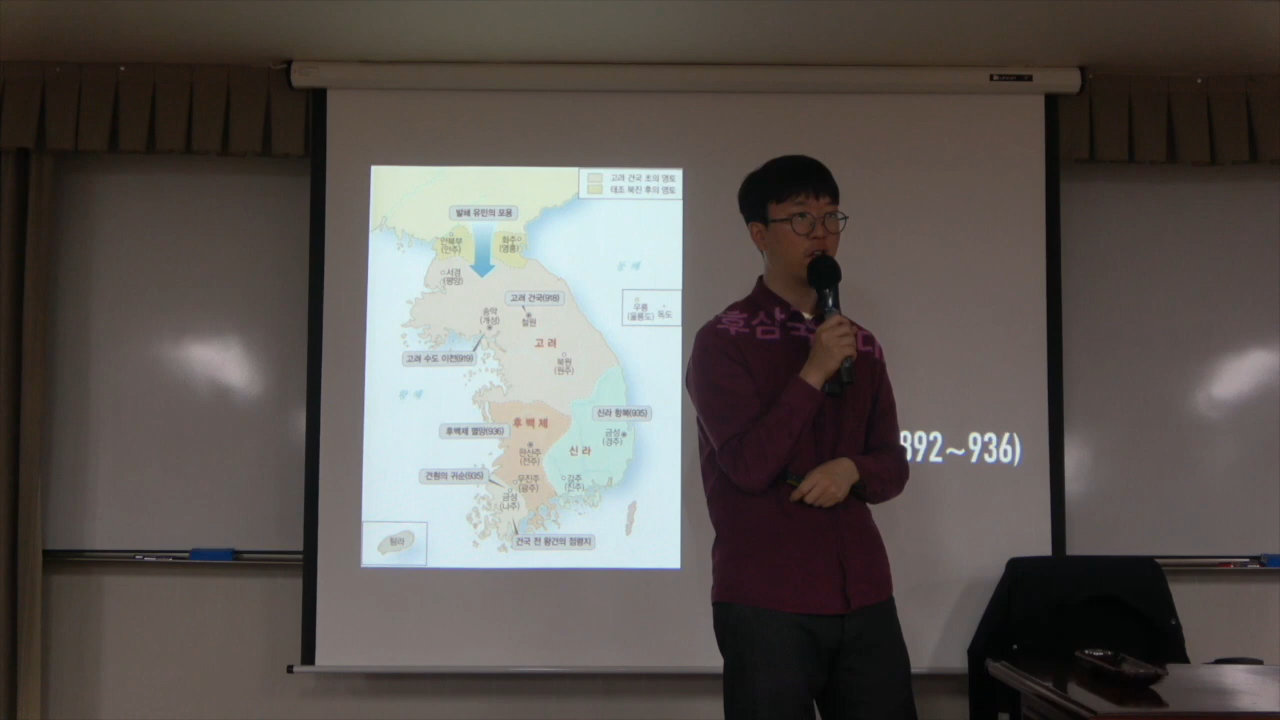 고려 건국 초의 영토
태조 북진 후의 영토
발해 유민의 포용
안북부
(안주)
화주
(영흥)
서경
(평양)
동해
고려 건국(918)
우릉
(울릉도)
독도
송악
(개성)
철원
고려
고려 수도 이전(919)
북원
(원주)
황해
신라 항복(935)
후백제
후백제 멸망(936)
금성
(경주)
신라
완산주
(전주)
견훤의 귀순(935)
무진주
(광주)
강주
(진주)
금성
(나주)
건국 전 왕건의 점령지
탐라
후삼
892~936)